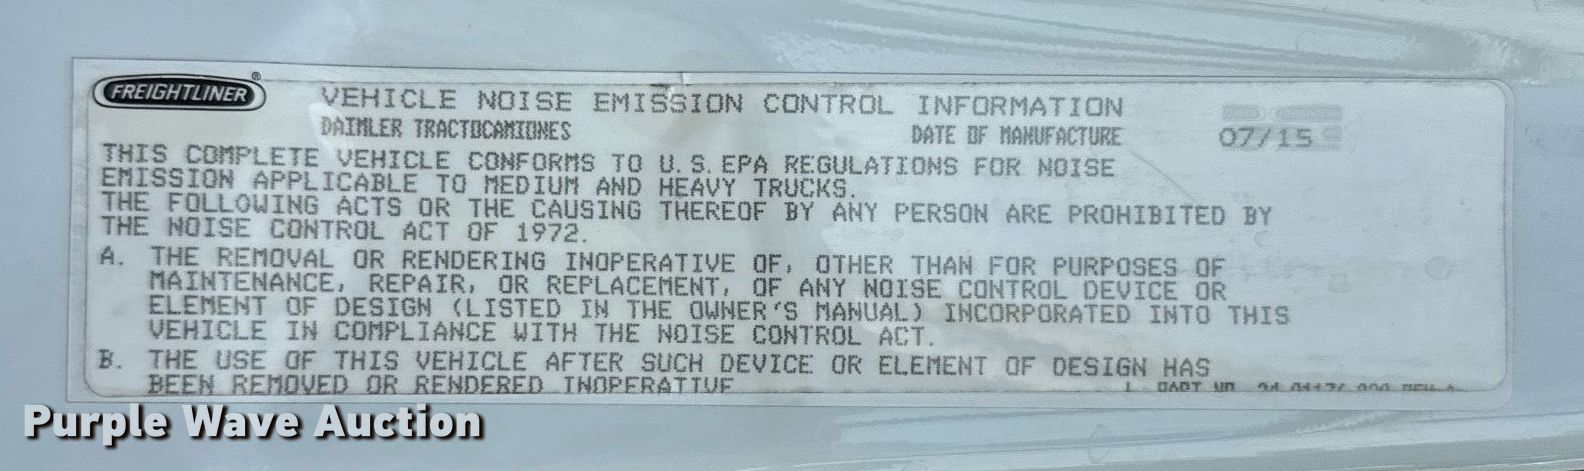 FREIGHTLINER®
VEHICLE NOISE EMISSION CONTROL INFORMATION
DAIMLER TRACTOCAMIONES DATE OF MANUFACTURE 07/15
THIS COMPLETE VEHICLE CONFORMS TO U.S.EPA REGULATIONS FOR NOISE
EMISSION APPLICABLE TO MEDIUM AND HEAVY TRUCKS.
THE FOLLOWING ACTS OR THE CAUSING THEREOF BY ANY PERSON ARE PROHIBITED BY
THE NOISE CONTROL ACT OF 1972.
A. THE REMOVAL OR RENDERING INOPERATIVE OF, OTHER THAN FOR PURPOSES OF
MAINTENANCE, REPAIR, OR REPLACEMENT, OF ANY NOISE CONTROL DEVICE OR
ELEMENT OF DESIGN (LISTED IN THE OWNER'S MANUAL) INCORPORATED INTO THIS
VEHICLE IN COMPLIANCE WITH THE NOISE CONTROL ACT.
B. THE USE OF THIS VEHICLE AFTER SUCH DEVICE OR ELEMENT OF DESIGN HAS
BEEN REMOVED OR RENDERED INOPERATIVE
PART NO.
Purple Wave Auction